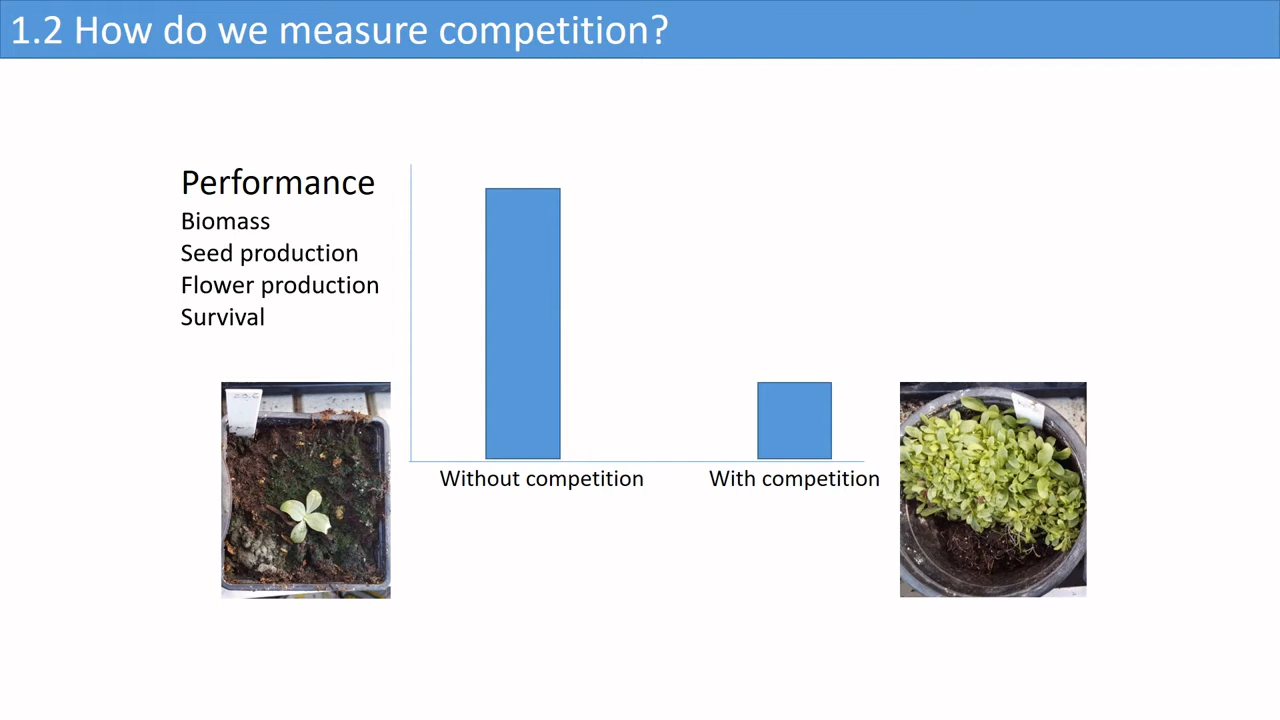 1.2 How do we measure competition?
Performance
Biomass
Seed production
Flower production
Survival
Without competition
With competition